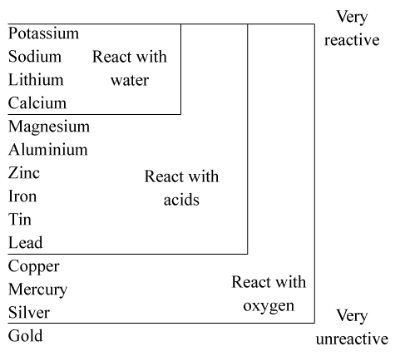 Very
reactive
Potassium
Sodium
Lithium
Calcium
React with
water
Magnesium
Aluminium
Zinc
Iron
Tin
Lead
React with
acids
Copper
Mercury
Silver
React with
oxygen
Gold
Very
unreactive